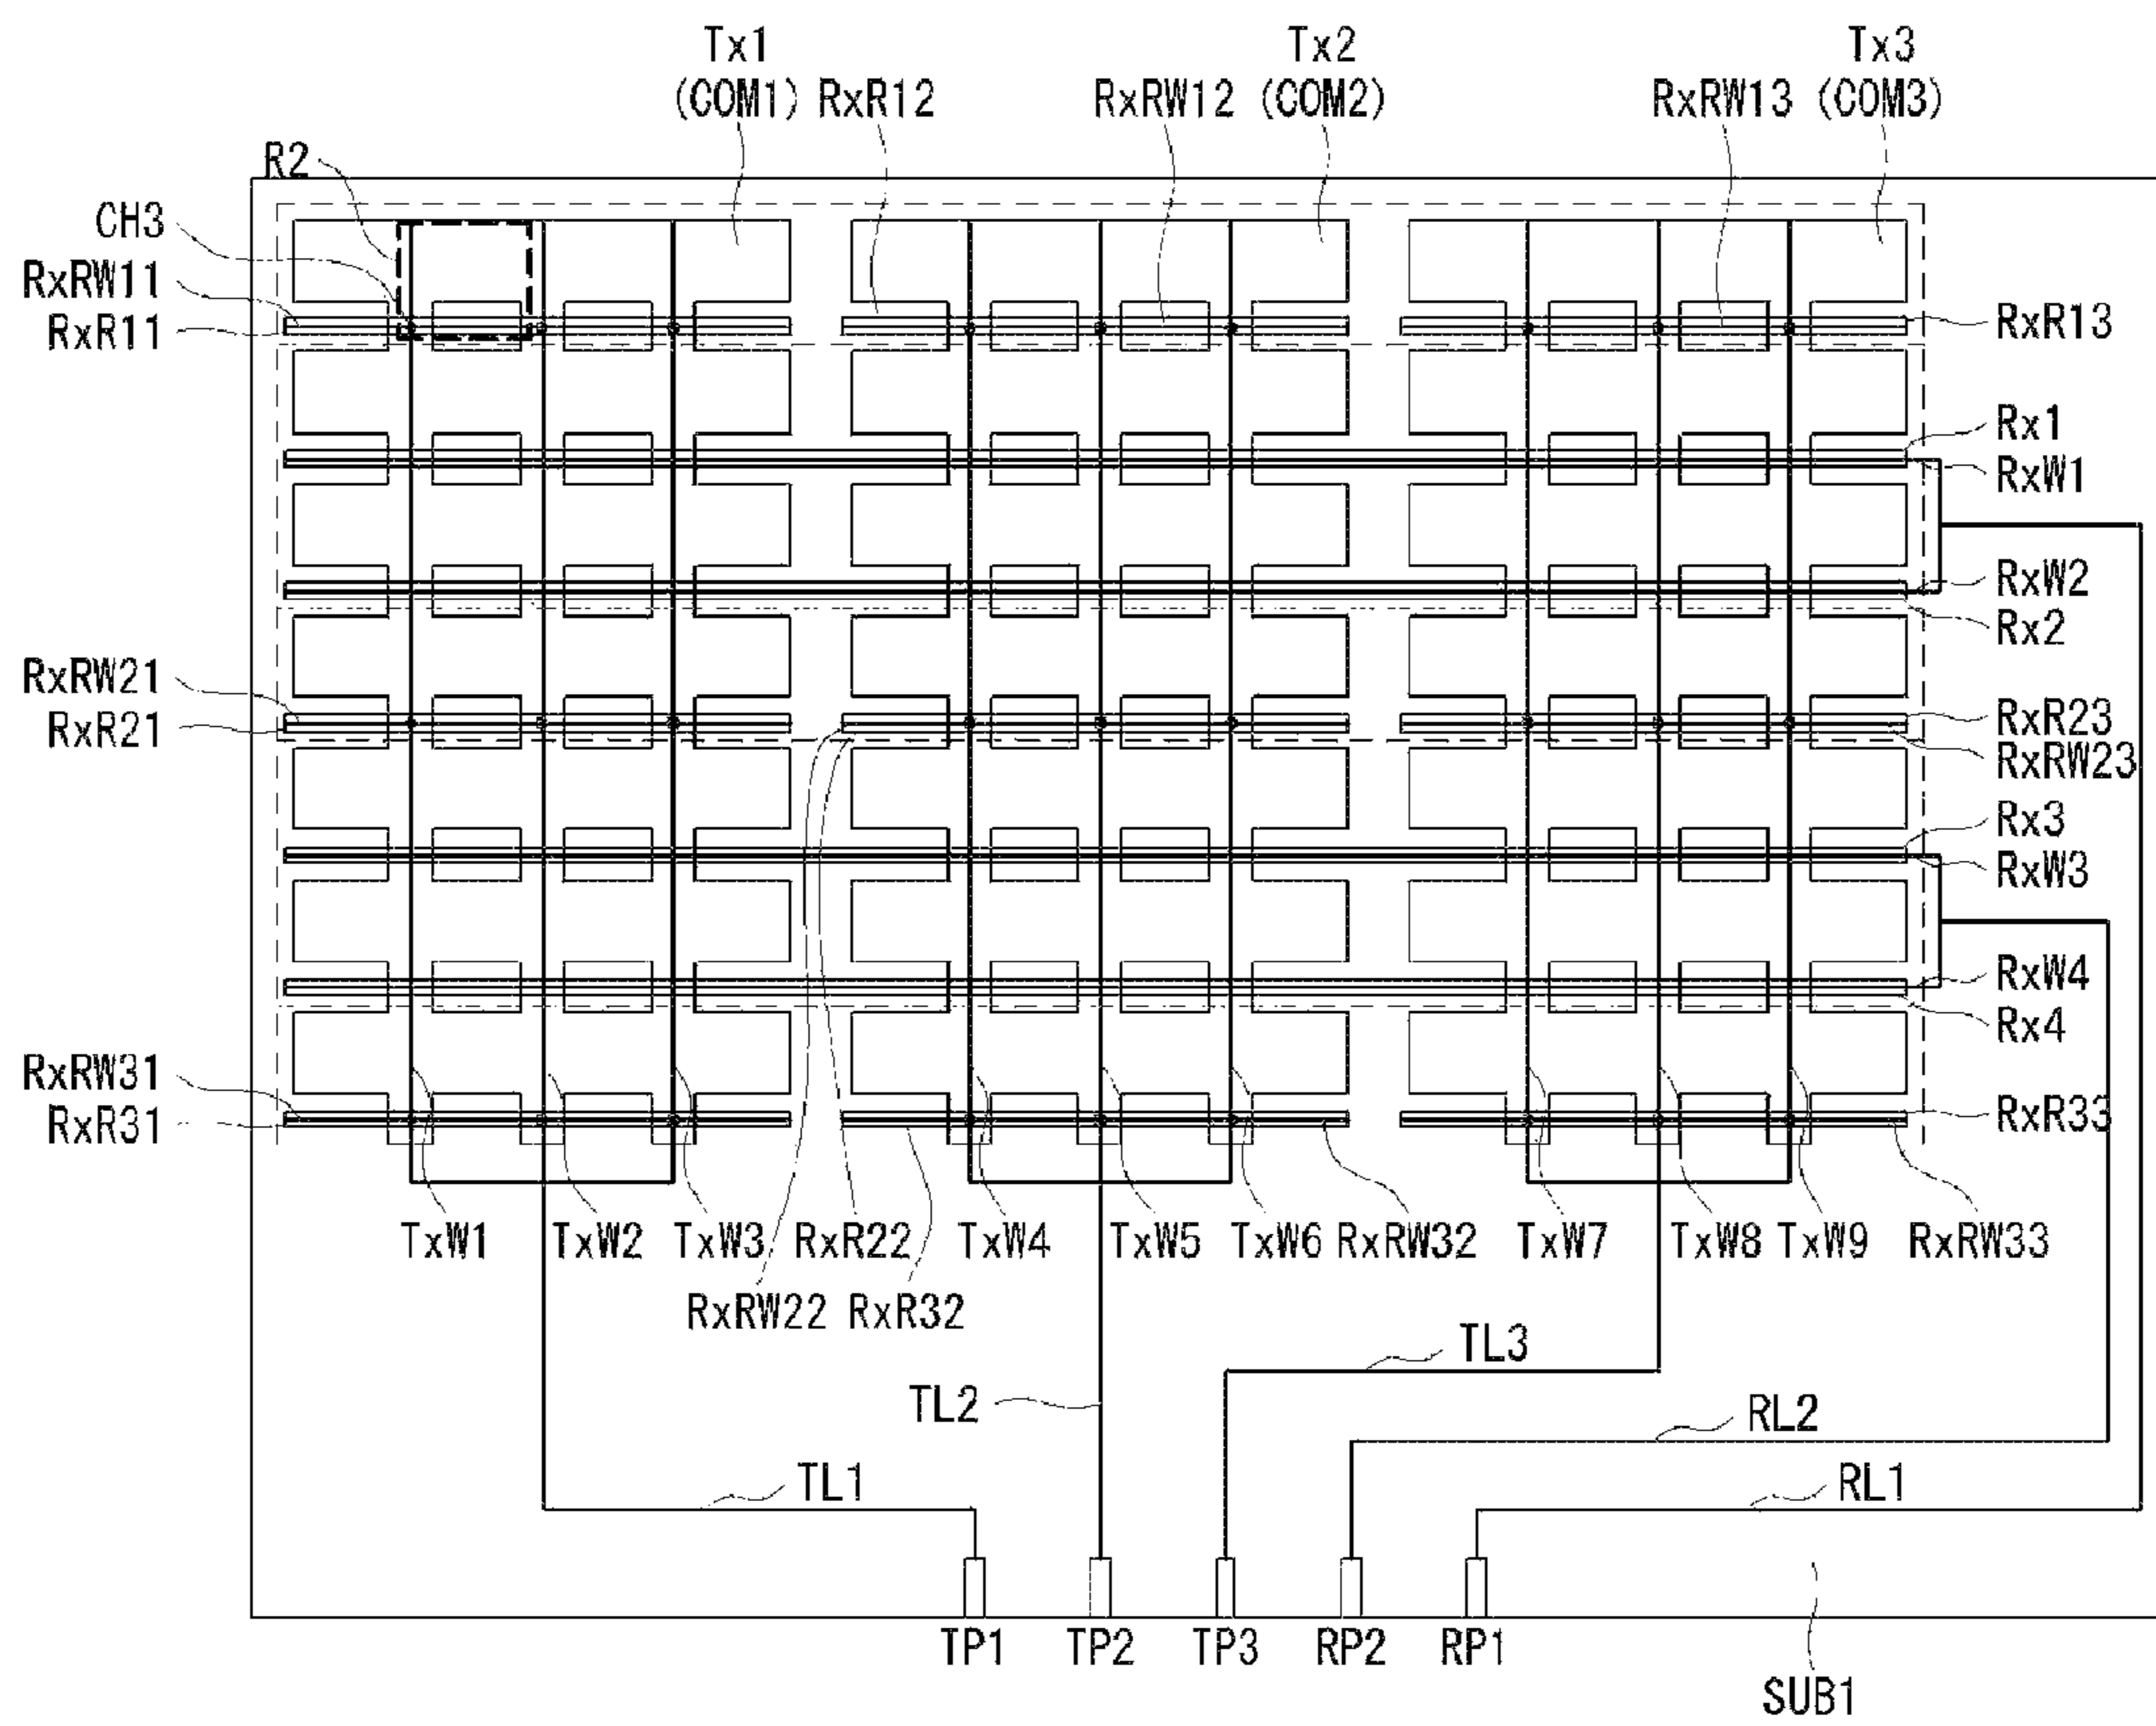 Tx1 Tx2 Tx3
(COM1) RxR12 RxRW12 (COM2) RxRW13 (COM3)
R2
CH3
RxRW11
RxR11 RxR13
Rx1
RxW1
RxW2
Rx2
RxRW21
RxR21 RxR23
RxRW23
Rx3
RxW3
RxW4
Rx4
RxRW31
RxR31 RxR33
TxW1 TxW2 TxW3 RxR22 TxW4 TxW5 TxW6 RxRW32 TxW7 TxW8 TxW9 RxRW33
RxRW22 RxR32
TL3
TL2 RL2
TL1 RL1
TP1 TP2 TP3 RP2 RP1
SUB1